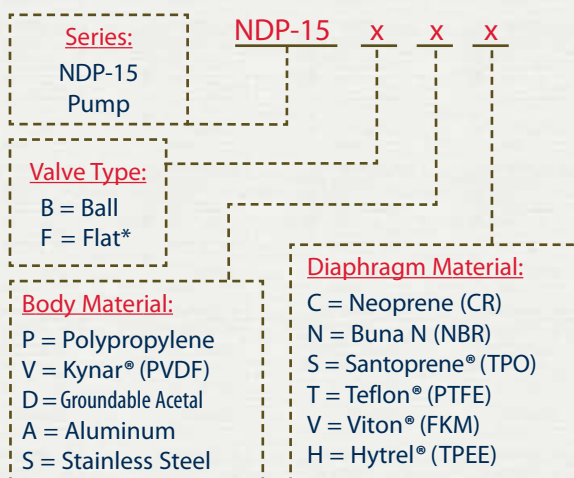 NDP-15 x x x
Series:
NDP-15
Pump
Valve Type:
B = Ball
F = Flat*
Body Material:
P = Polypropylene
V = Kynar® (PVDF)
D = Groundable Acetal
A = Aluminum
S = Stainless Steel
Diaphragm Material:
C = Neoprene (CR)
N = Buna N (NBR)
S = Santoprene® (TPO)
T = Teflon® (PTFE)
V = Viton® (FKM)
H = Hytrel® (TPEE)